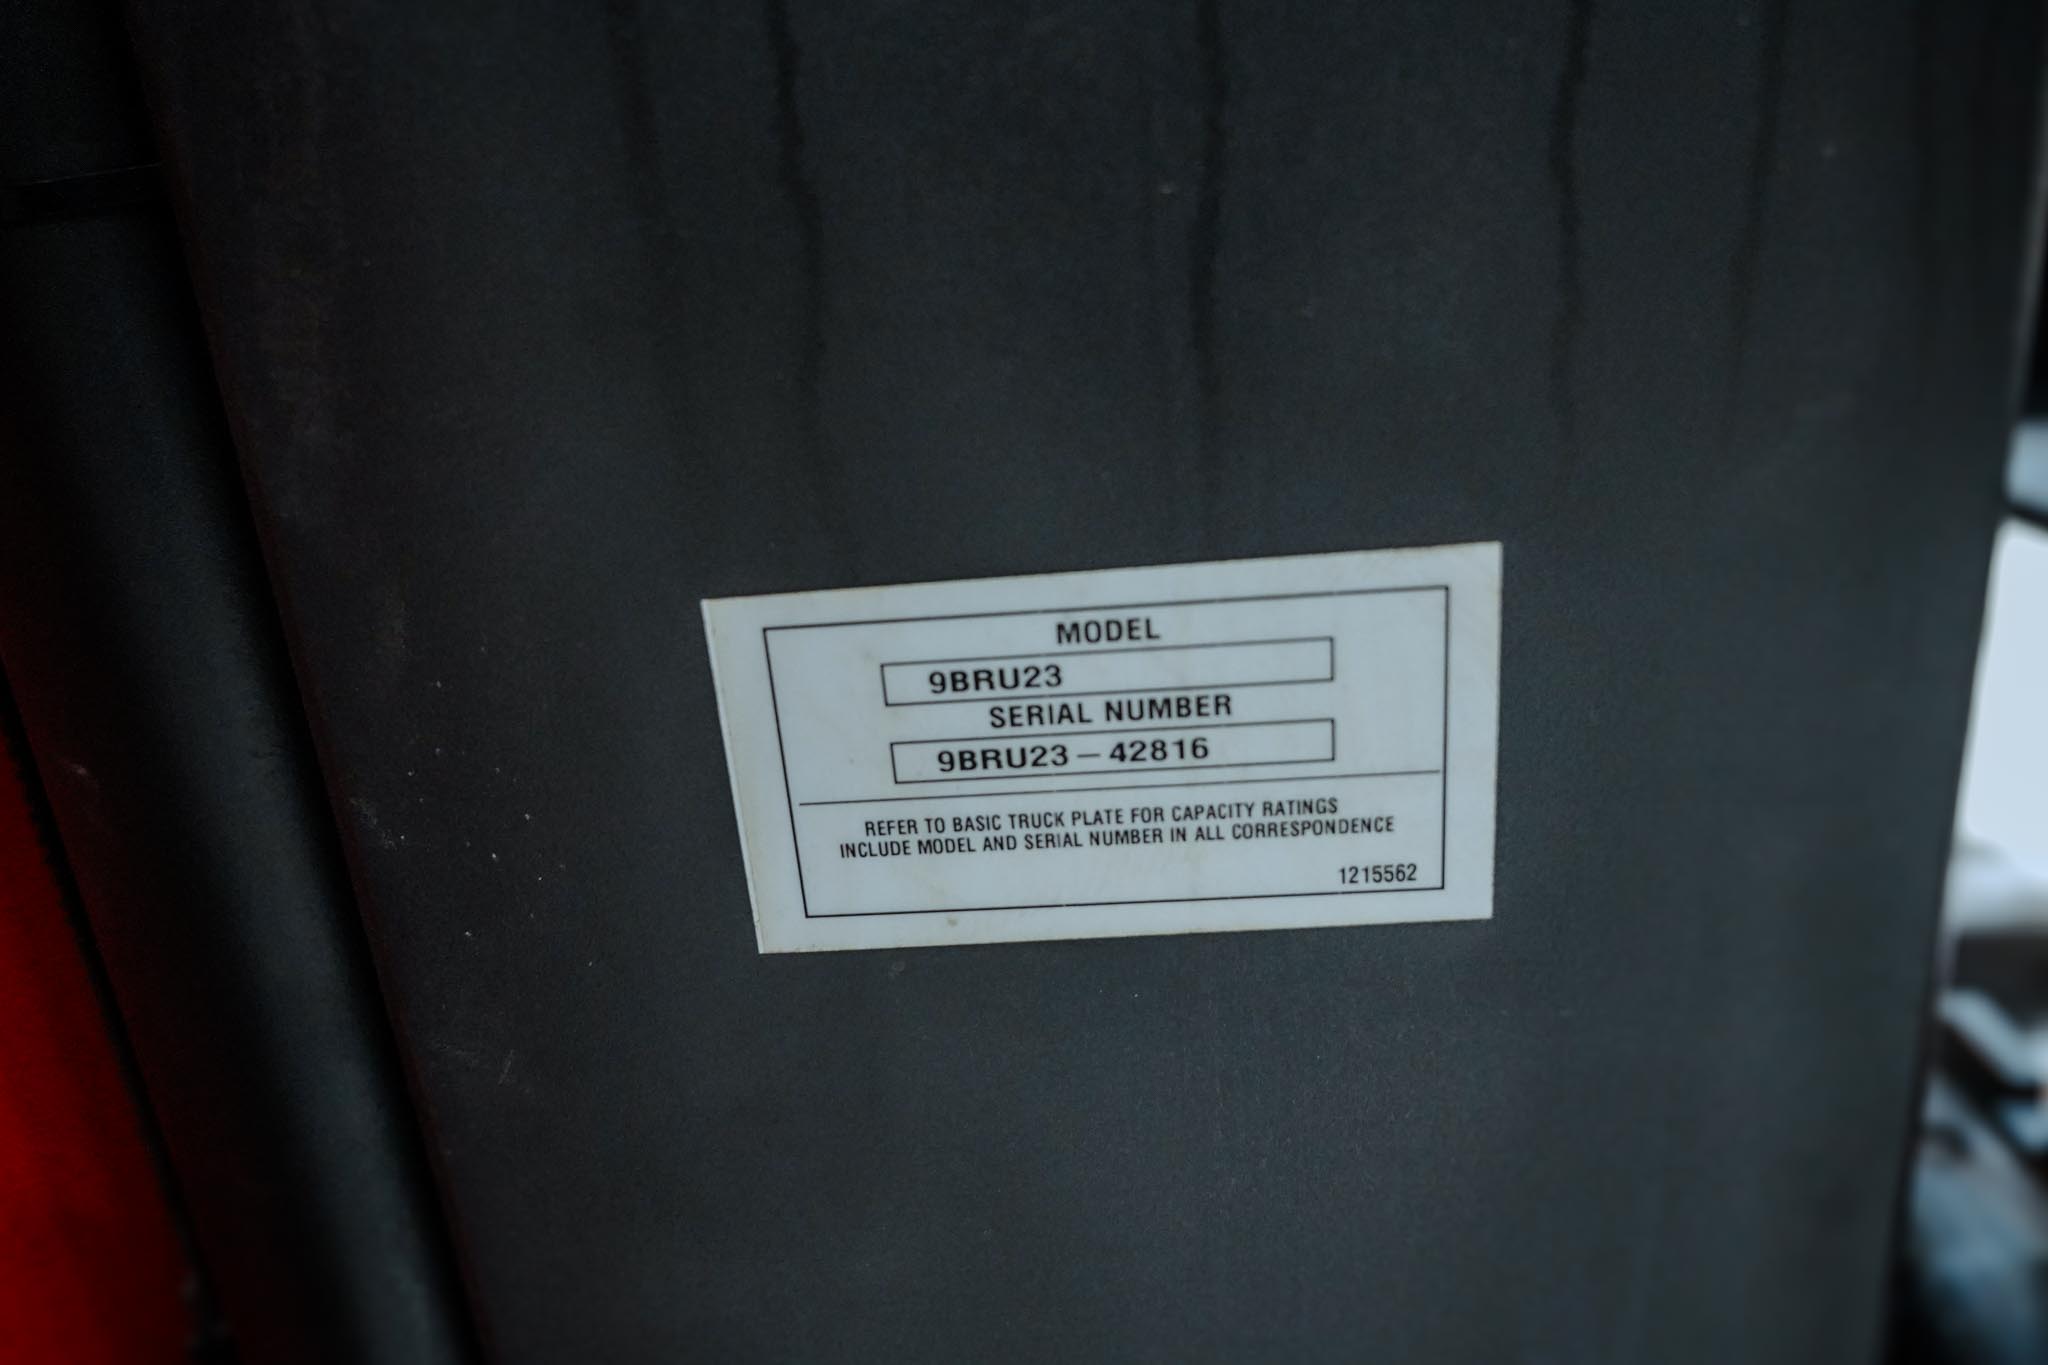 MODEL
9BRU23
SERIAL NUMBER
9BRU23-42816
REFER TO BASIC TRUCK PLATE FOR CAPACITY RATINGS
INCLUDE MODEL AND SERIAL NUMBER IN ALL CORRESPONDENCE
1215562